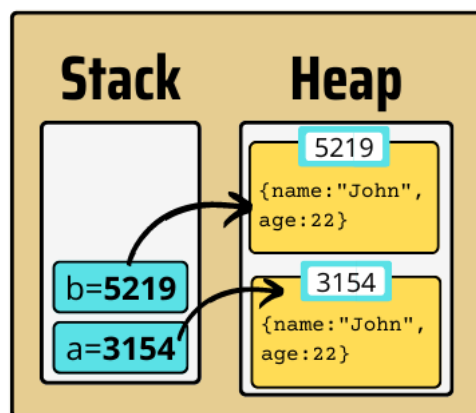 Stack
Heap
b=5219
a=3154
5219
{name:"John",
age:22}
3154
{name:"John",
age:22}